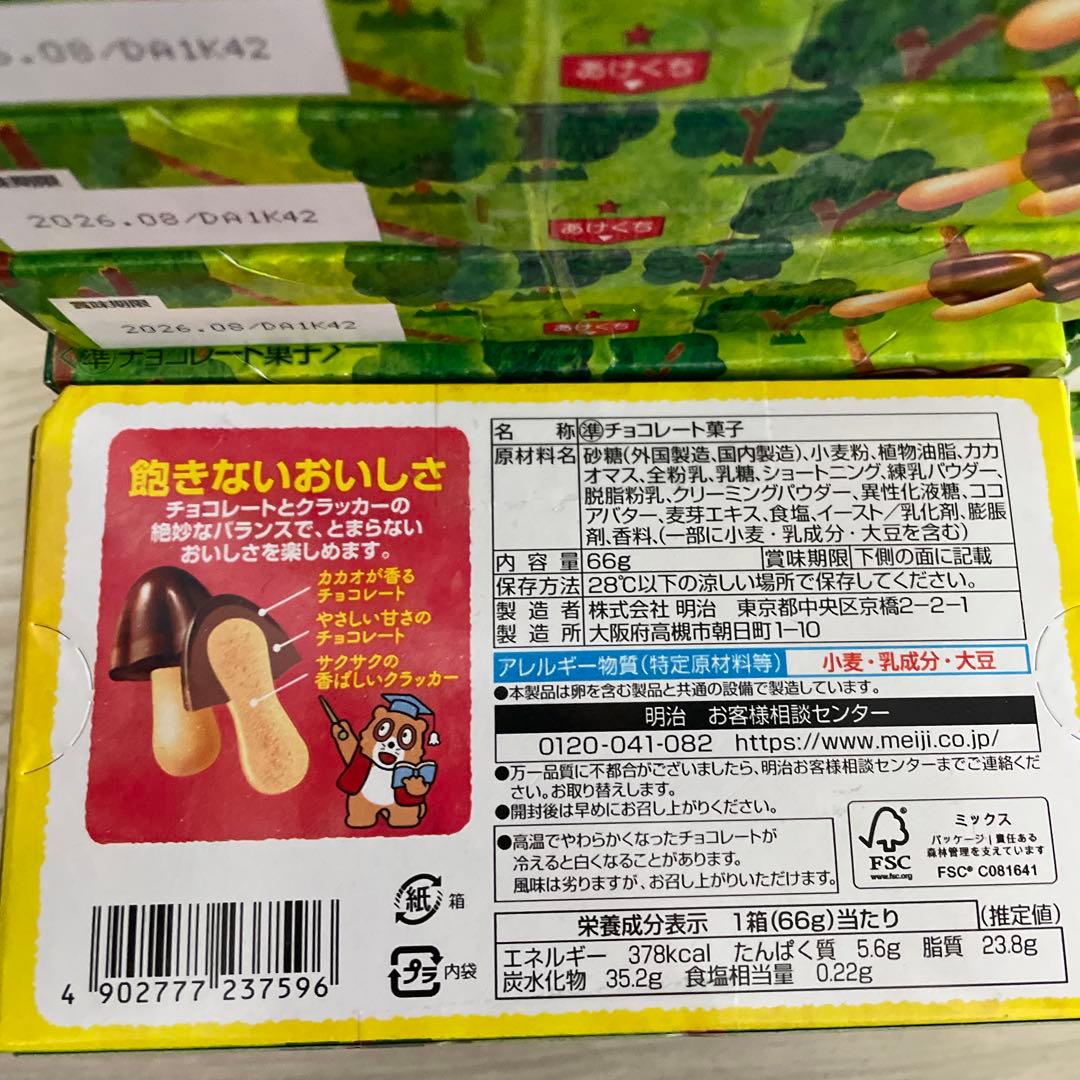 6.08/DA1K42
あけくち
賞味期限
2026.08/DA1K42
あけくち
賞味期限
2026.08/DA1K42
あけくち
〈準チョコレート菓子〉
飽きないおいしさ
チョコレートとクラッカーの
絶妙なバランスで、とまらない
おいしさを楽しめます。
カカオが香る
チョコレート
やさしい甘さの
チョコレート
サクサクの
香ばしいクラッカー
名称 準チョコレート菓子
原材料名 砂糖(外国製造、国内製造)、小麦粉、植物油脂、カカ
オマス、全粉乳、乳糖、ショートニング、練乳パウダー、
脱脂粉乳、クリーミングパウダー、異性化液糖、ココ
アバター、麦芽エキス、食塩、イースト/乳化剤、膨脹
剤、香料、(一部に小麦・乳成分・大豆を含む)
内容量 66g 賞味期限 下側の面に記載
保存方法 28℃以下の涼しい場所で保存してください。
製造者 株式会社 明治 東京都中央区京橋2-2-1
製造所 大阪府高槻市朝日町1-10
アレルギー物質(特定原材料等) 小麦・乳成分・大豆
●本製品は卵を含む製品と共通の設備で製造しています。
明治 お客様相談センター
0120-041-082 https://www.meiji.co.jp/
●万一品質に不都合がございましたら、明治お客様相談センターまでご連絡くだ
さい。お取り替えします。
●開封後は早めにお召し上がりください。
●高温でやわらかくなったチョコレートが
冷えると白くなることがあります。
風味は劣りますが、お召し上がりいただけます。
FSC
www.fsc.org
ミックス
パッケージ|責任ある
森林管理を支えています
FSC® C081641
紙 箱
プラ 内袋
栄養成分表示 1箱(66g)当たり (推定値)
エネルギー 378kcal たんぱく質 5.6g 脂質 23.8g
炭水化物 35.2g 食塩相当量 0.22g
4 902777 237596